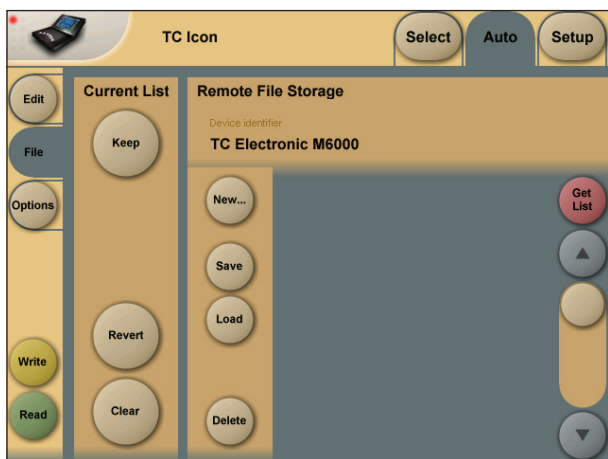 TC Icon
Select
Auto
Setup
Edit
File
Options
Write
Read
Current List
Keep
Revert
Clear
Remote File Storage
Device identifier
TC Electronic M6000
New...
Save
Load
Delete
Get
List